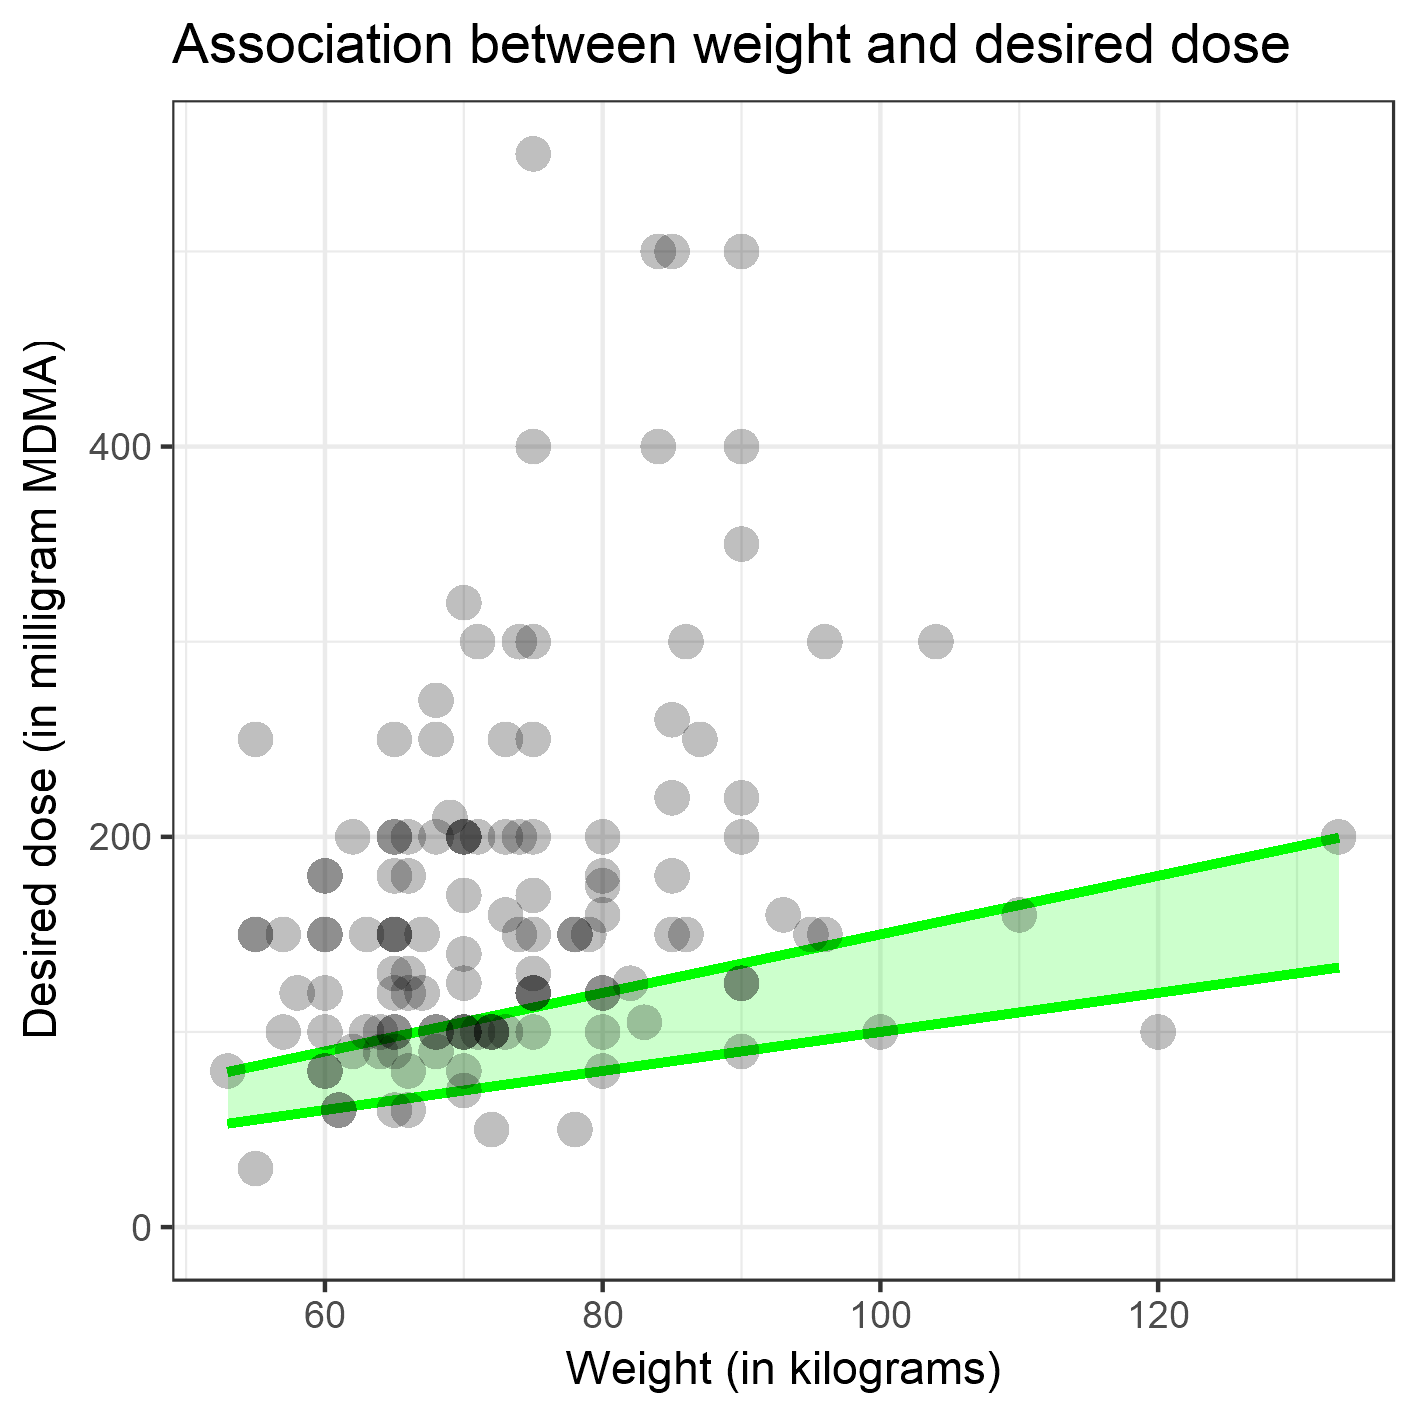 Association between weight and desired dose
Desired dose (in milligram MDMA)
400
200
0
60 80 100 120
Weight (in kilograms)